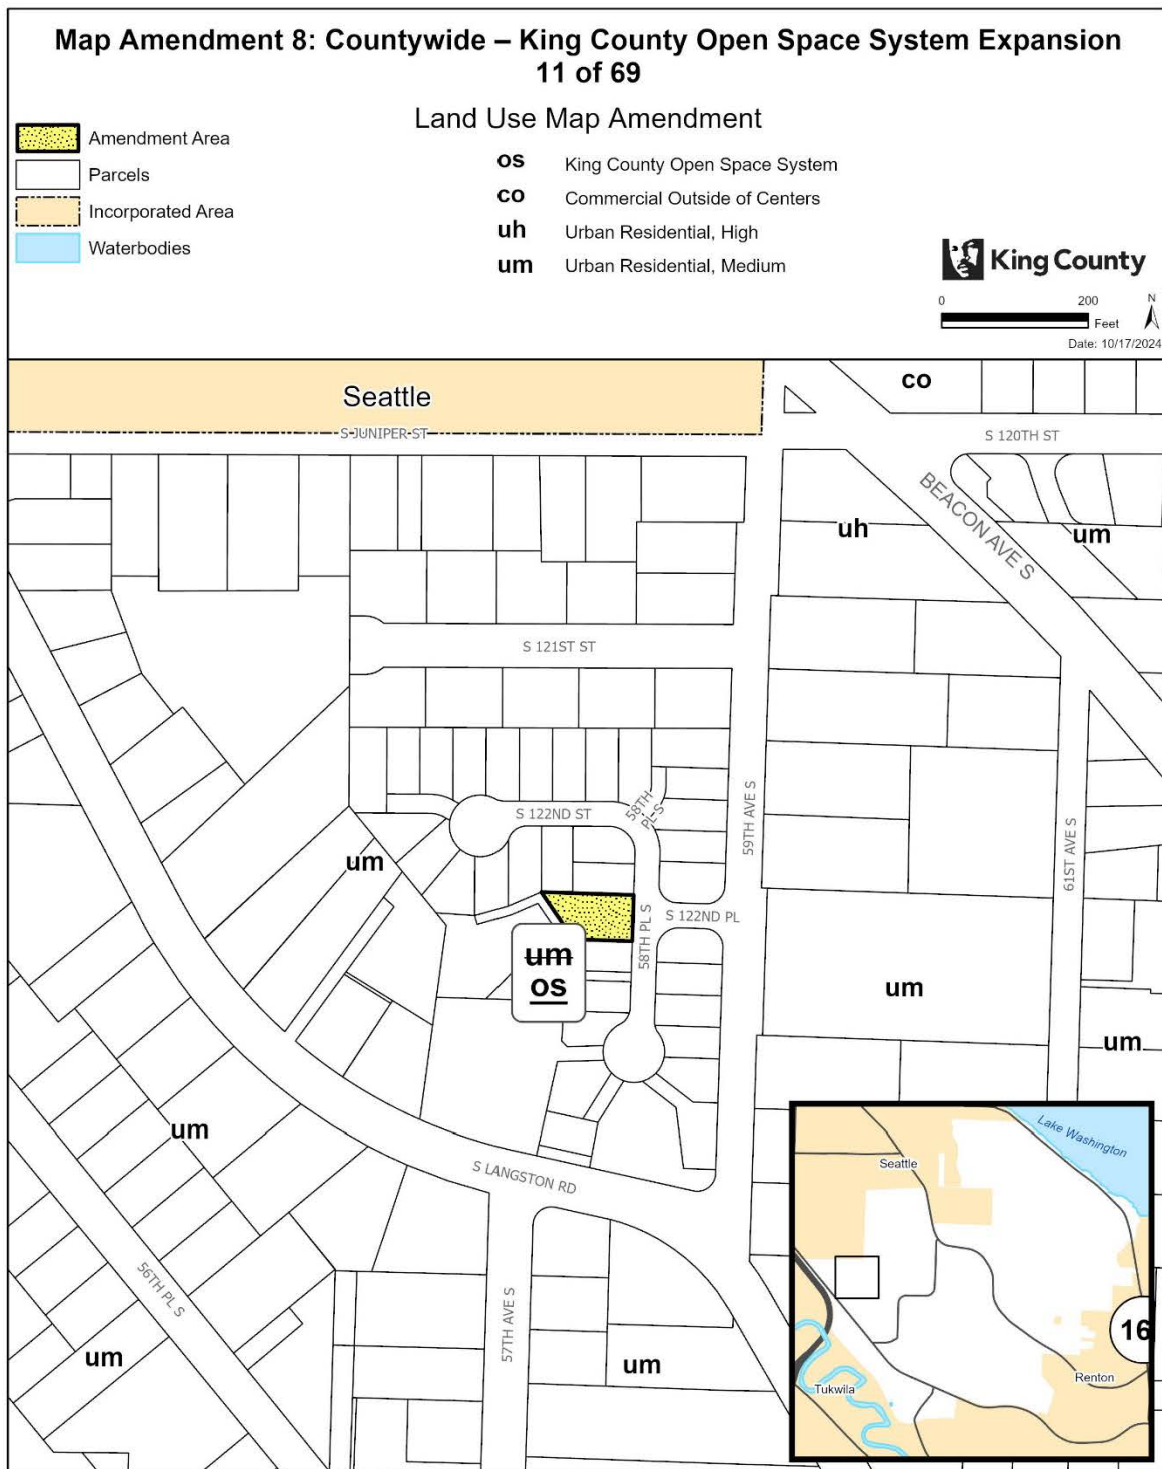 Map Amendment 8: Countywide – King County Open Space System Expansion
11 of 69
Land Use Map Amendment
Amendment Area
Parcels
Incorporated Area
Waterbodies
os King County Open Space System
co Commercial Outside of Centers
uh Urban Residential, High
um Urban Residential, Medium
King County
0 200
Feet
N
Date: 10/17/2024
Seattle
co
S JUNIPER ST
S 120TH ST
BEACON AVE S
uh
um
S 121ST ST
S 122ND ST
58TH PL S
59TH AVE S
61ST AVE S
um
S 122ND PL
58TH PL S
um
os
um
um
um
S LANGSTON RD
56TH PL S
57TH AVE S
um
um
Lake Washington
Seattle
16
Renton
Tukwila